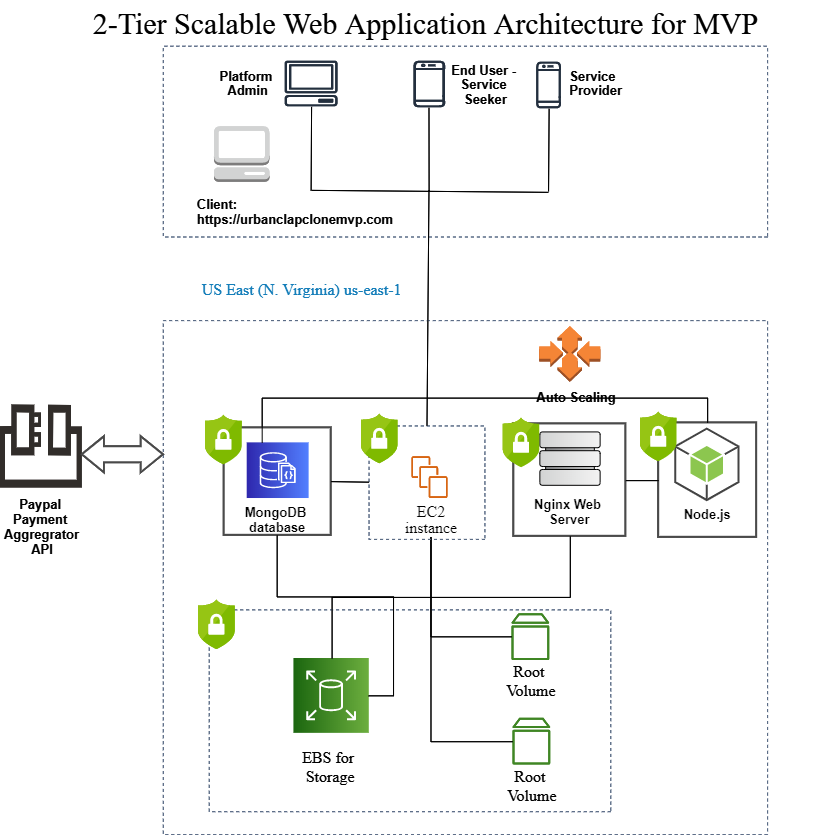 2-Tier Scalable Web Application Architecture for MVP
Platform
Admin
End User -
Service
Seeker
Service
Provider
Client:
https://urbanclapclonemvp.com
US East (N. Virginia) us-east-1
Auto Scaling
MongoDB
database
EC2
instance
Nginx Web
Server
Node.js
Paypal
Payment
Aggregrator
API
Root
Volume
EBS for
Storage
Root
Volume